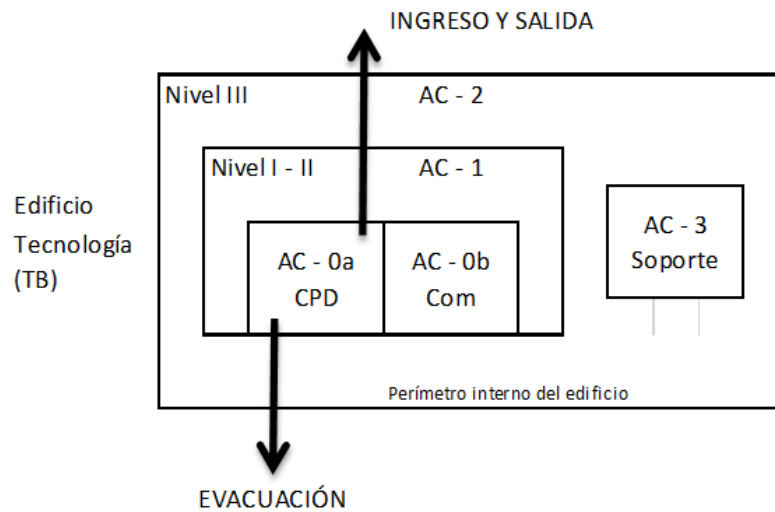 INGRESO Y SALIDA
Nivel III
AC - 2
Nivel I - II
AC - 1
Edificio
Tecnología
(TB)
AC - 0a
CPD
AC - 0b
Com
AC - 3
Soporte
Perímetro interno del edificio
EVACUACIÓN